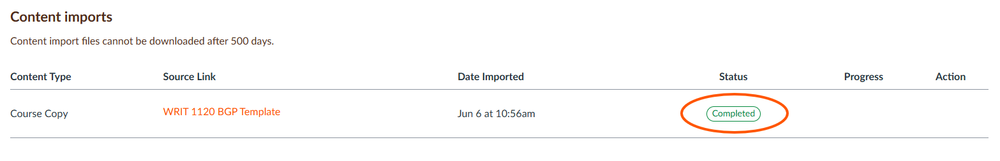 Content imports
Content import files cannot be downloaded after 500 days.
Content Type Source Link Date Imported Status Progress Action
Course Copy WRIT 1120 BGP Template Jun 6 at 10:56am Completed